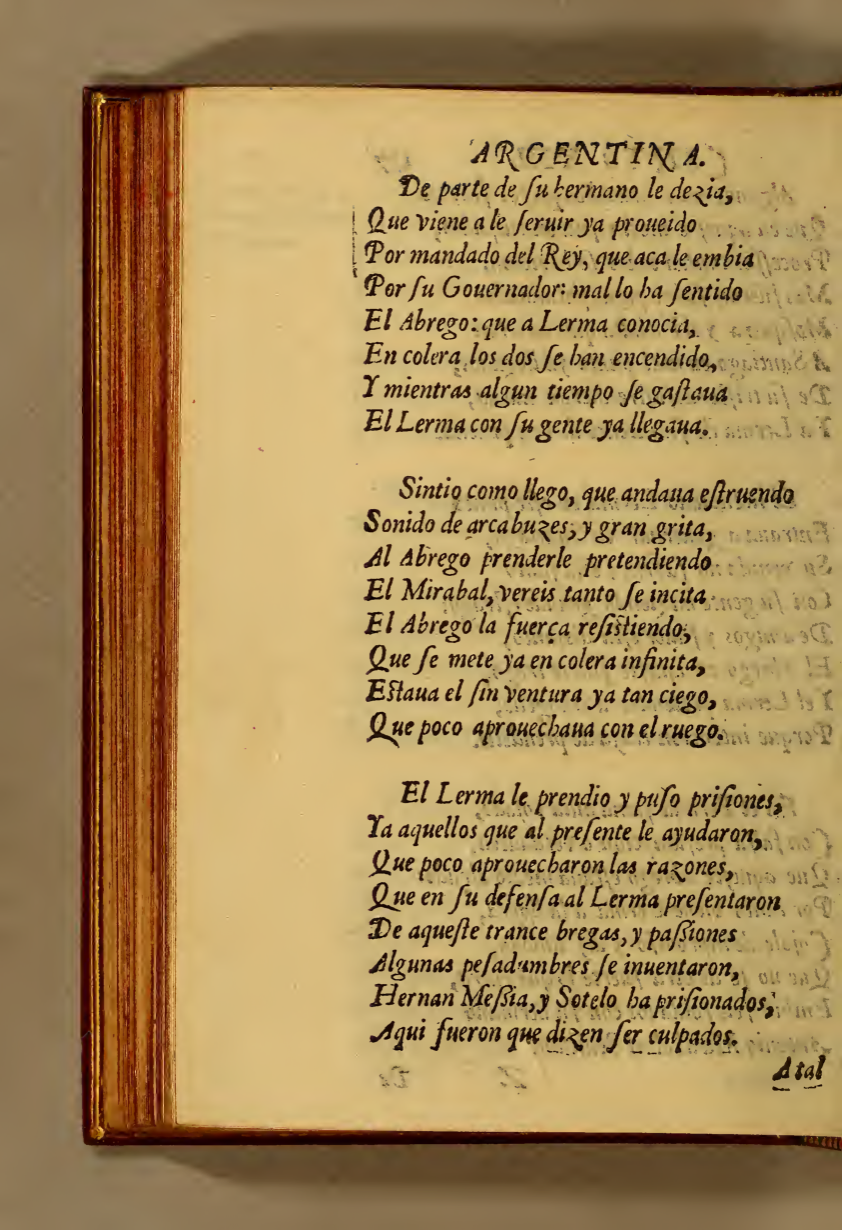 ARGENTINA.
De parte de ſu hermano le dezia,
Que viene a le ſeruir ya proueido
Por mandado del Rey, que aca le embia
Por ſu Gouernador: mal lo ha ſentido
El Abrego: que a Lerma conocia,
En colera los dos ſe han encendido,
Y mientras algun tiempo ſe gaſtaua
El Lerma con ſu gente ya llegaua.
Sintio como llego, que andaua eſtruendo
Sonido de arcabuzes, y gran grita,
Al Abrego prenderle pretendiendo
El Mirabal, vereis tanto ſe incita
El Abrego la fuerça reſiſtiendo,
Que ſe mete ya en colera infinita,
Eſtaua el ſin ventura ya tan ciego,
Que poco aprouechaua con el ruego.
El Lerma le prendio y puſo priſiones,
Ya aquellos que al preſente le ayudaron,
Que poco aprouecharon las razones,
Que en ſu defenſa al Lerma preſentaron
De aqueſte trance bregas, y paſsiones
Algunas peſadumbres ſe inuentaron,
Hernan Meſsia, y Sotelo ha priſionados,
Aqui fueron que dizen ſer culpados.
A tal